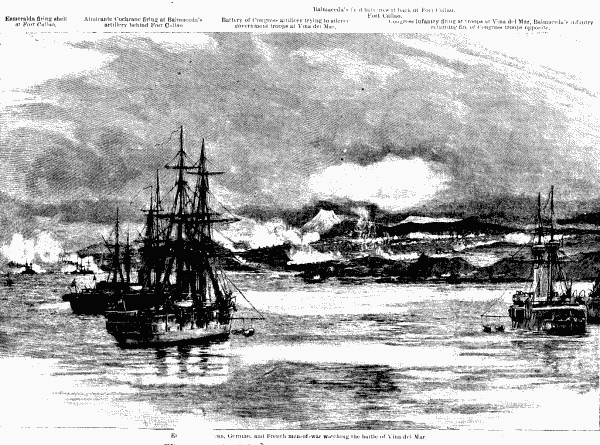 Balmaceda's field batteries at back of Fort Callao.
Fort Callao.
Esmeralda firing shell
at Fort Callao.
Almirante Cochrane firing at Balmaceda's
artillery behind Fort Callao
Battery of Congress artillery trying to silence
government troops at Vina del Mar.
Congress infantry firing at troops at Vina del Mar, Balmaceda's infantry
returning fire of Congress troops opposite.
German, and French men-of-war watching the battle of Vina del Mar.